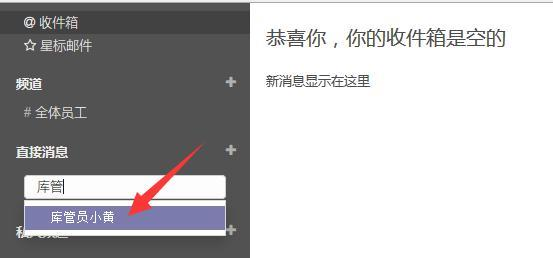 @ 收件箱
☆ 星标邮件
频道 +
# 全体员工
直接消息 +
库管
库管员小黄
恭喜你，你的收件箱是空的
新消息显示在这里